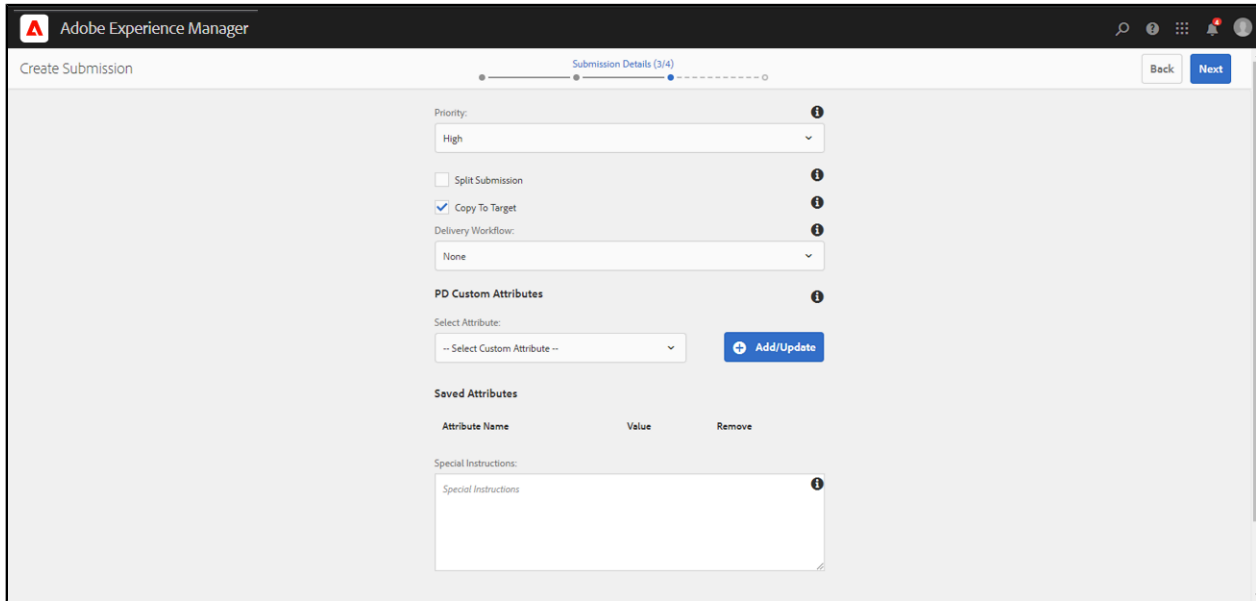 Adobe Experience Manager
4
Create Submission
Submission Details (3/4)
Back
Next
Priority:
High
Split Submission
Copy To Target
Delivery Workflow:
None
PD Custom Attributes
Select Attribute:
-- Select Custom Attribute --
Add/Update
Saved Attributes
Attribute Name Value Remove
Special Instructions:
Special Instructions